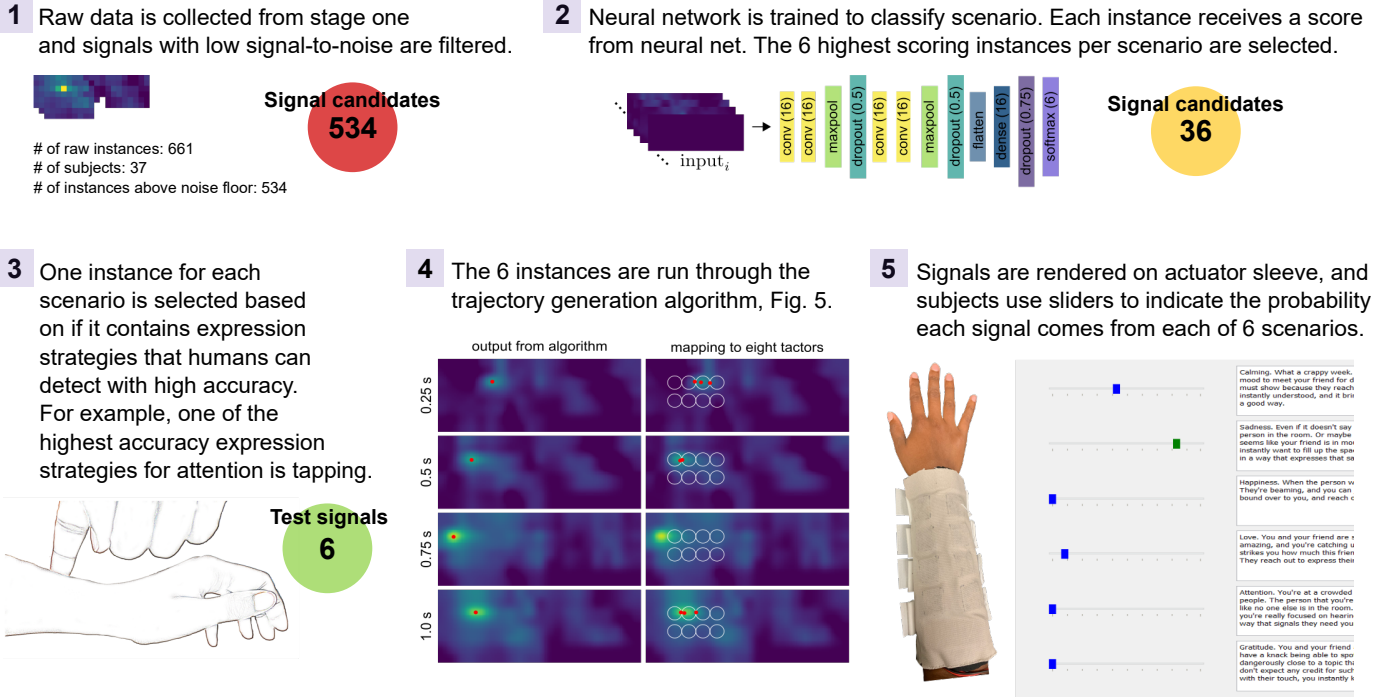 1 Raw data is collected from stage one
and signals with low signal-to-noise are filtered.
Signal candidates
534
# of raw instances: 661
# of subjects: 37
# of instances above noise floor: 534
2 Neural network is trained to classify scenario. Each instance receives a score
from neural net. The 6 highest scoring instances per scenario are selected.
input_i
conv (16)
conv (16)
maxpool
dropout (0.5)
conv (16)
conv (16)
maxpool
dropout (0.5)
flatten
dense (16)
dropout (0.75)
softmax (6)
Signal candidates
36
3 One instance for each
scenario is selected based
on if it contains expression
strategies that humans can
detect with high accuracy.
For example, one of the
highest accuracy expression
strategies for attention is tapping.
Test signals
6
4 The 6 instances are run through the
trajectory generation algorithm, Fig. 5.
output from algorithm
mapping to eight tactors
0.25 s
0.5 s
0.75 s
1.0 s
5 Signals are rendered on actuator sleeve, and
subjects use sliders to indicate the probability
each signal comes from each of 6 scenarios.
Calming. What a crappy week.
mood to meet your friend for d
must show because they reach
instantly understood, and it bri
a good way.
Sadness. Even if it doesn't say
person in the room. Or maybe
seems like your friend is in mo
instantly want to fill up the spa
in a way that expresses that sa
Happiness. When the person w
They're beaming, and you can
bound over to you, and reach o
Love. You and your friend are s
amazing, and you're catching u
strikes you how much this frien
They reach out to express their
Attention. You're at a crowded
people. The person that you're
like no one else is in the room.
you're really focused on hearin
way that signals they need you
Gratitude. You and your friend
have a knack being able to spo
dangerously close to a topic tha
don't expect any credit for such
with their touch, you instantly k